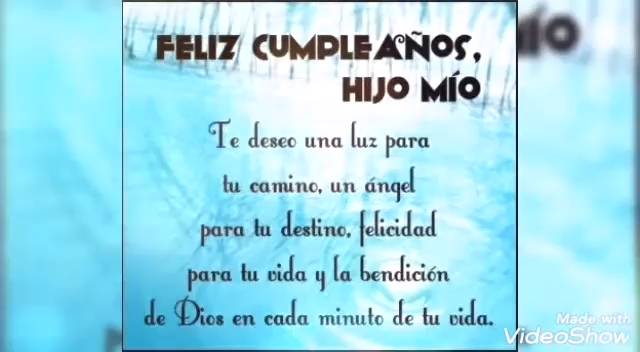 FELIZ CUMPLEAÑOS,
HIJO MÍO
Te deseo una luz para
tu camino, un ángel
para tu destino, felicidad
para tu vida y la bendición
de Dios en cada minuto de tu vida.
Made with
VideoShow